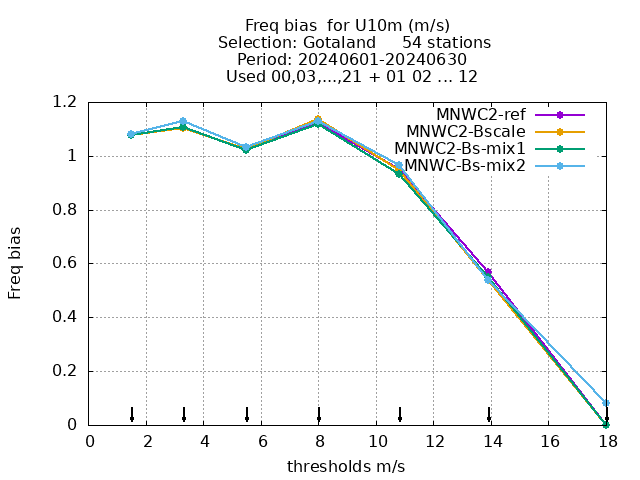 Freq bias  for U10m (m/s)
Selection: Gotaland     54 stations
Period: 20240601-20240630
Used 00,03,...,21 + 01 02 ... 12
MNWC2-ref
MNWC2-Bscale
MNWC2-Bs-mix1
MNWC-Bs-mix2
1.2
1
0.8
0.6
0.4
0.2
0
Freq bias
0 2 4 6 8 10 12 14 16 18
thresholds m/s